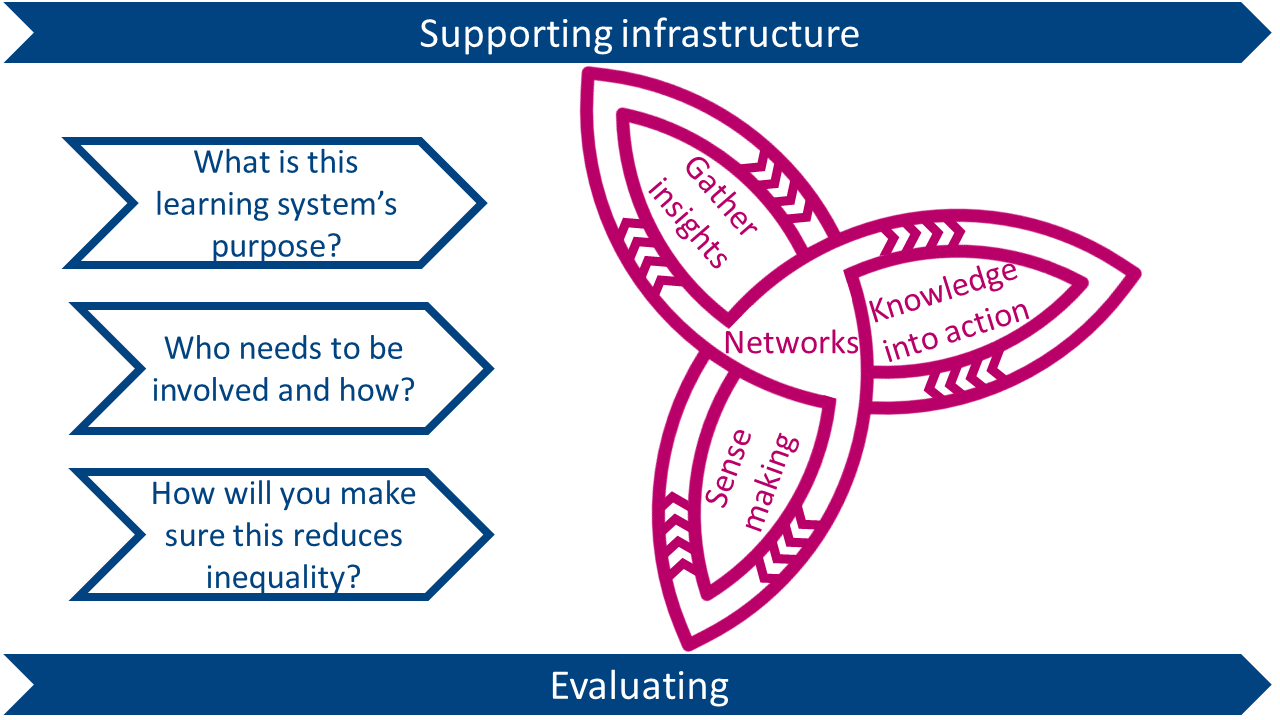 Supporting infrastructure
What is this
learning system’s
purpose?
Who needs to be
involved and how?
How will you make
sure this reduces
inequality?
Gather
insights
Knowledge
into action
Networks
Sense
making
Evaluating